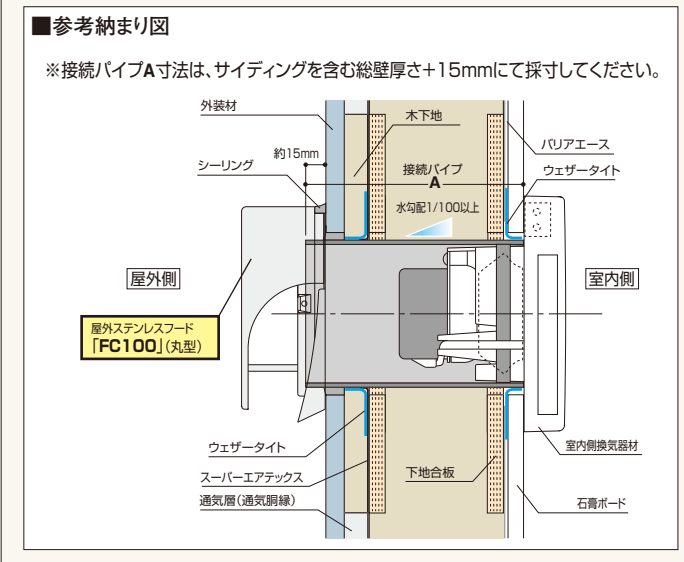 ■参考納まり図
※接続パイプA寸法は、サイディングを含む総壁厚さ+15mmにて採寸してください。
外装材
木下地
バリアエース
約15mm
シーリング
接続パイプ
A
ウェザータイト
水勾配1/100以上
屋外側
室内側
屋外ステンレスフード
「FC100」(丸型)
ウェザータイト
室内側換気器材
スーパーエアテックス
下地合板
通気層(通気胴縁)
石膏ボード